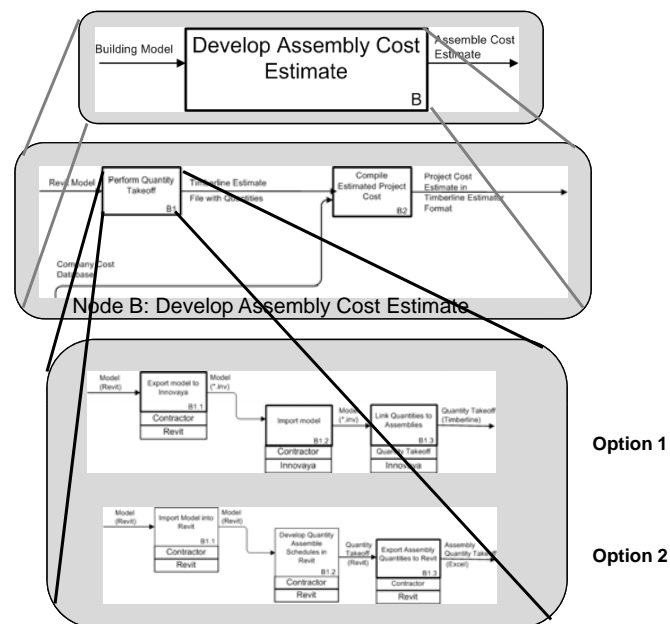 Building Model
Develop Assembly Cost
Estimate
B
Assemble Cost
Estimate
Revit Model
Perform Quantity
Takeoff
B1
Timberline Estimate
File with Quantities
Compile
Estimated Project
Cost
B2
Project Cost
Estimate in
Timberline Estimator
Format
Company Cost
Database
Node B: Develop Assembly Cost Estimate
Model
(Revit)
Export model to
Innovaya
B1.1
Contractor
Revit
Model
(*.inv)
Import model
B1.2
Contractor
Innovaya
Model
(*.inv)
Link Quantities to
Assemblies
B1.3
Quantity Takeoff
Innovaya
Quantity Takeoff
(Timberline)
Option 1
Model
(Revit)
Import Model into
Revit
B1.1
Contractor
Revit
Model
(Revit)
Develop Quantity
Assemble
Schedules in
Revit
B1.2
Contractor
Revit
Quantity
Takeoff
(Revit)
Export Assembly
Quantities to Revit
B1.3
Contractor
Revit
Assembly
Quantity Takeoff
(Excel)
Option 2